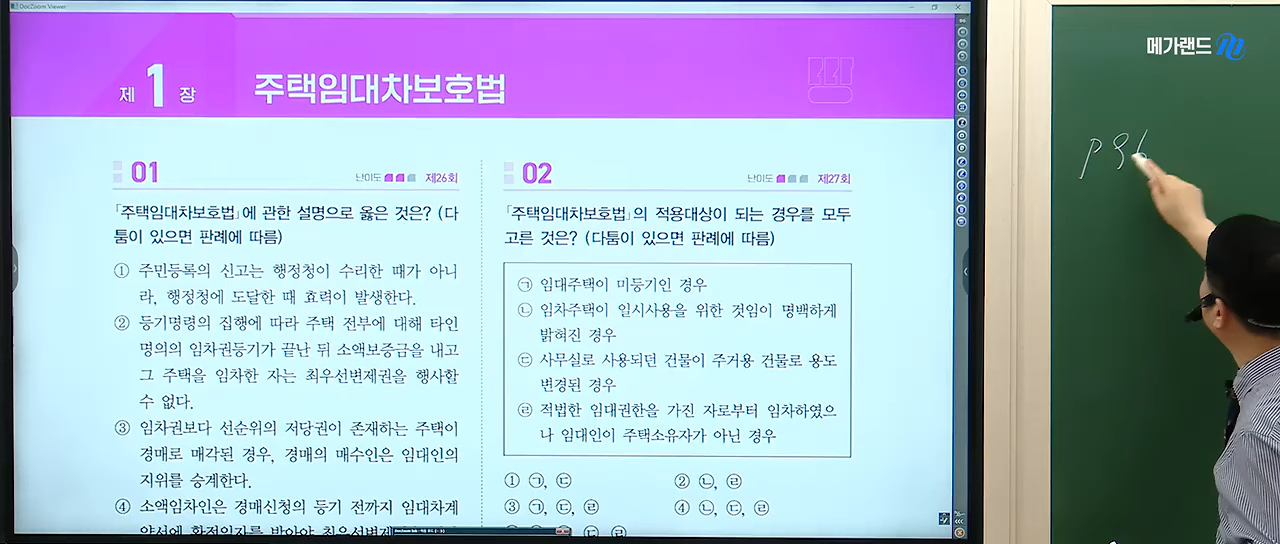 DocZoom Viewer
제 1 장 주택임대차보호법
01
난이도 제26회
「주택임대차보호법」에 관한 설명으로 옳은 것은? (다
툼이 있으면 판례에 따름)
① 주민등록의 신고는 행정청이 수리한 때가 아니
라, 행정청에 도달한 때 효력이 발생한다.
② 등기명령의 집행에 따라 주택 전부에 대해 타인
명의의 임차권등기가 끝난 뒤 소액보증금을 내고
그 주택을 임차한 자는 최우선변제권을 행사할
수 없다.
③ 임차권보다 선순위의 저당권이 존재하는 주택이
경매로 매각된 경우, 경매의 매수인은 임대인의
지위를 승계한다.
④ 소액임차인은 경매신청의 등기 전까지 임대차계
약서에 확정일자를 받아야 최우선변제
02
난이도 제27회
「주택임대차보호법」의 적용대상이 되는 경우를 모두
고른 것은? (다툼이 있으면 판례에 따름)
㉠ 임대주택이 미등기인 경우
㉡ 임차주택이 일시사용을 위한 것임이 명백하게
밝혀진 경우
㉢ 사무실로 사용되던 건물이 주거용 건물로 용도
변경된 경우
㉣ 적법한 임대권한을 가진 자로부터 임차하였으
나 임대인이 주택소유자가 아닌 경우
① ㉠, ㉢ ② ㉡, ㉣
③ ㉠, ㉢, ㉣ ④ ㉡, ㉢, ㉣
㉢, ㉣
메가랜드